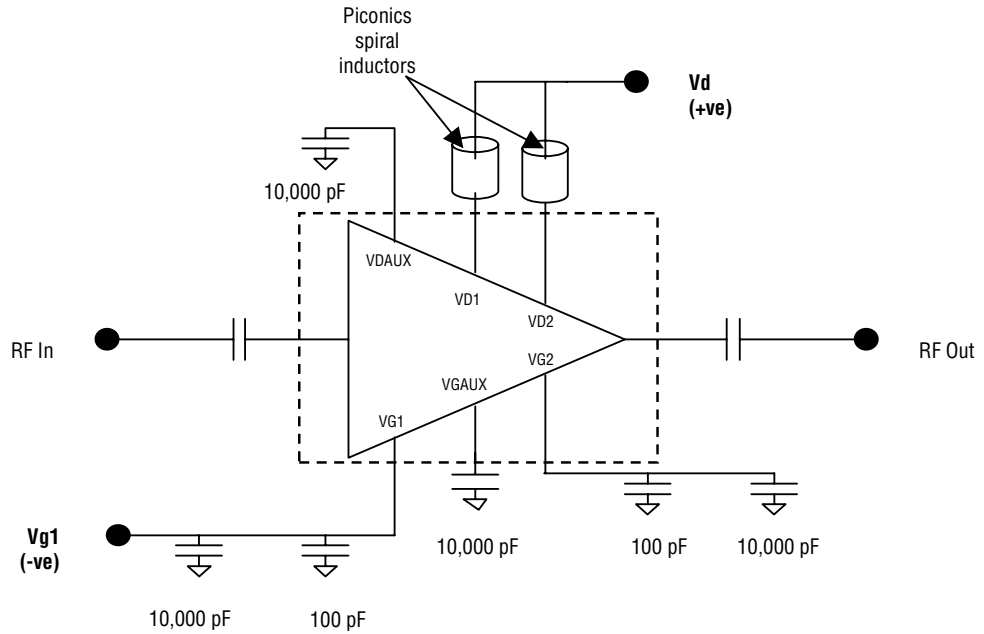 Piconics
spiral
inductors
Vd
(+ve)
10,000 pF
VDAUX
VD1
VD2
RF In
RF Out
VG2
VGAUX
VG1
Vg1
(-ve)
10,000 pF
100 pF
10,000 pF
10,000 pF
100 pF